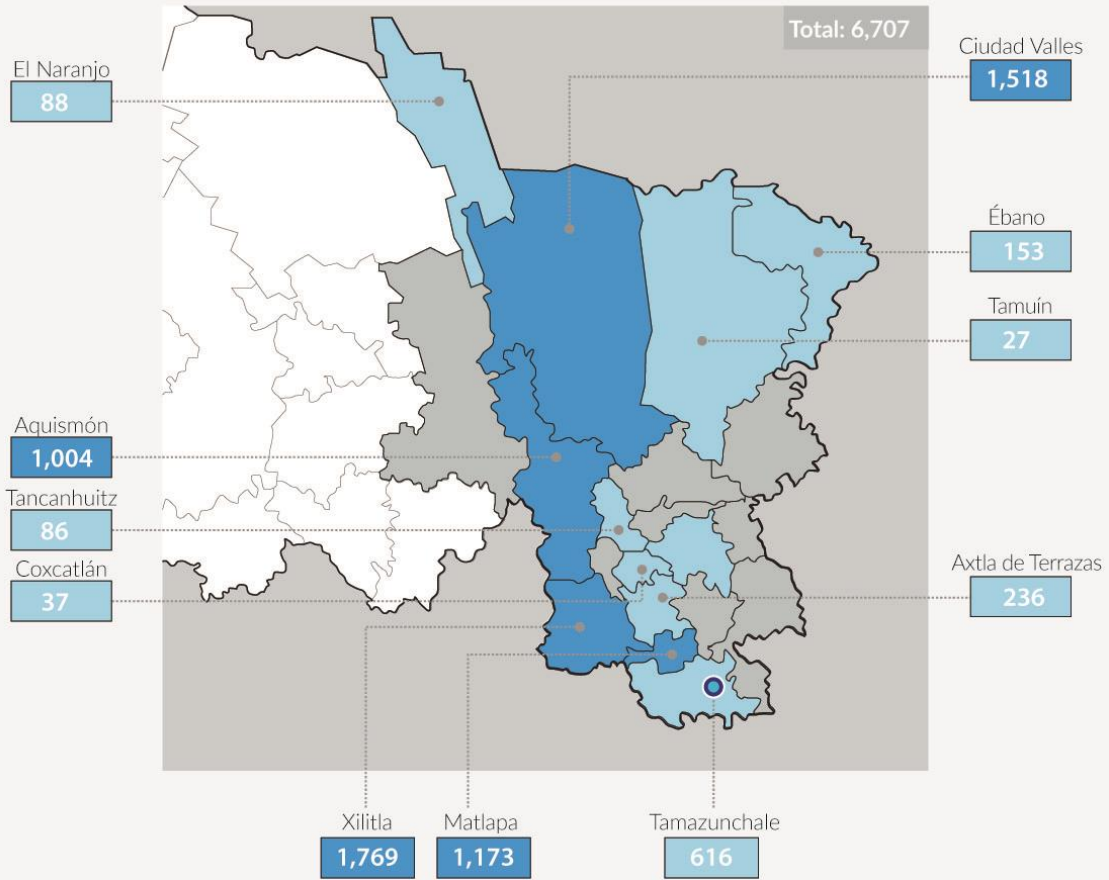 Total: 6,707
El Naranjo
88
Ciudad Valles
1,518
Ébano
153
Tamuín
27
Aquismón
1,004
Tancanhuitz
86
Coxcatlán
37
Axtla de Terrazas
236
Xilitla
1,769
Matlapa
1,173
Tamazunchale
616